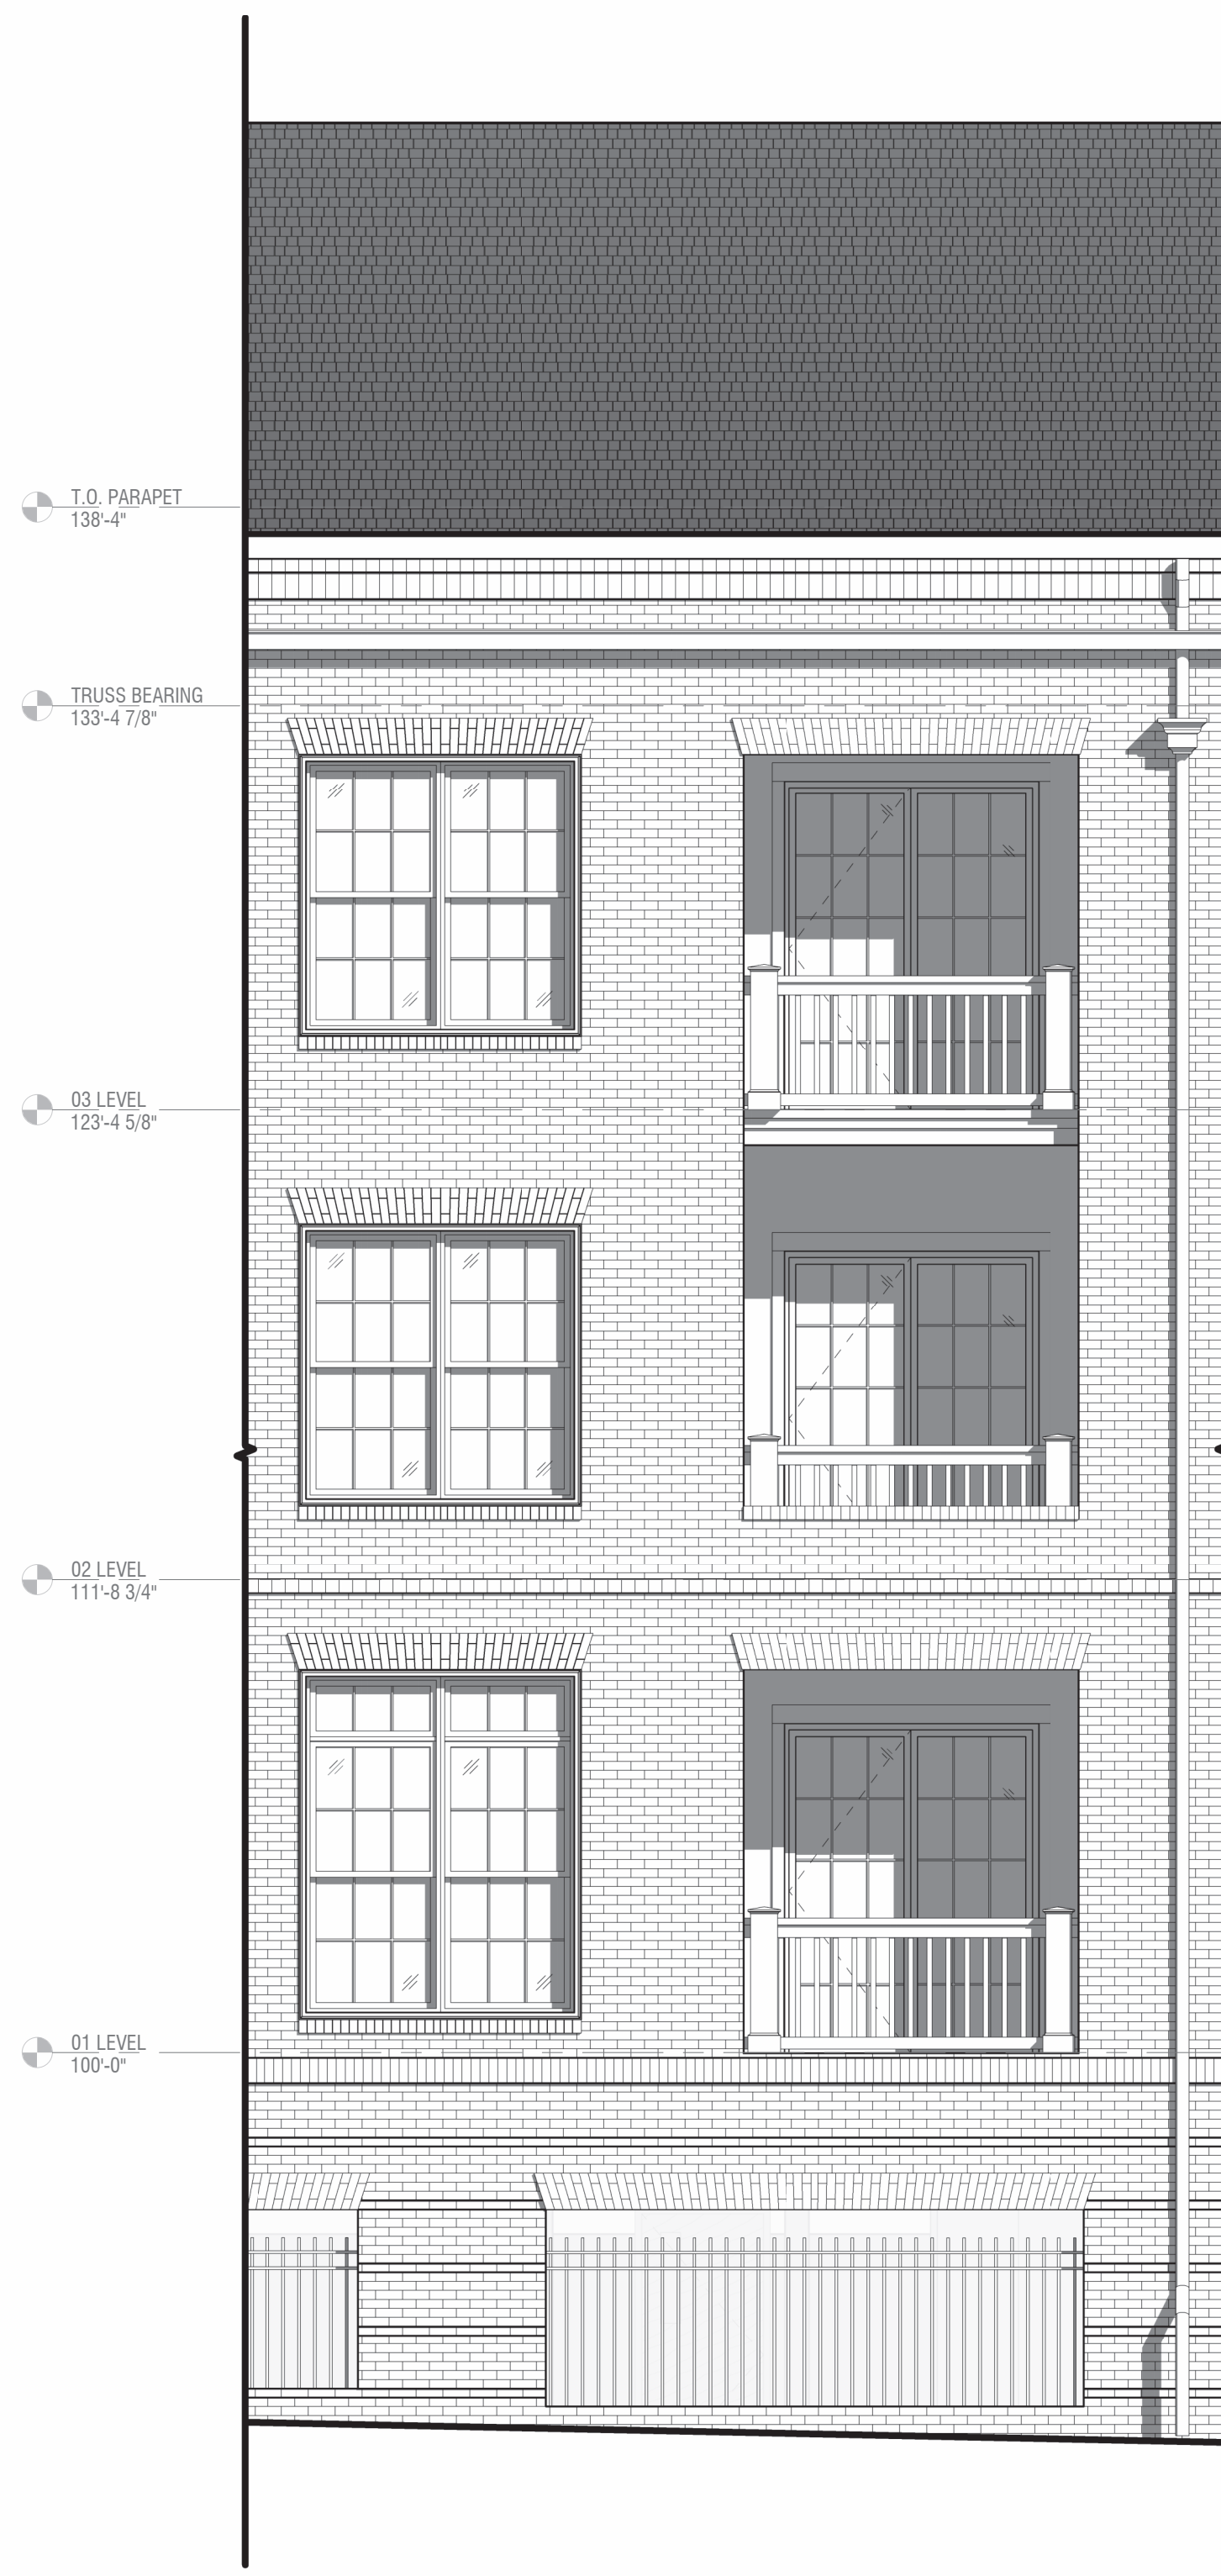 T.O. PARAPET
138'-4"
TRUSS BEARING
133'-4 7/8"
03 LEVEL
123'-4 5/8"
02 LEVEL
111'-8 3/4"
01 LEVEL
100'-0"